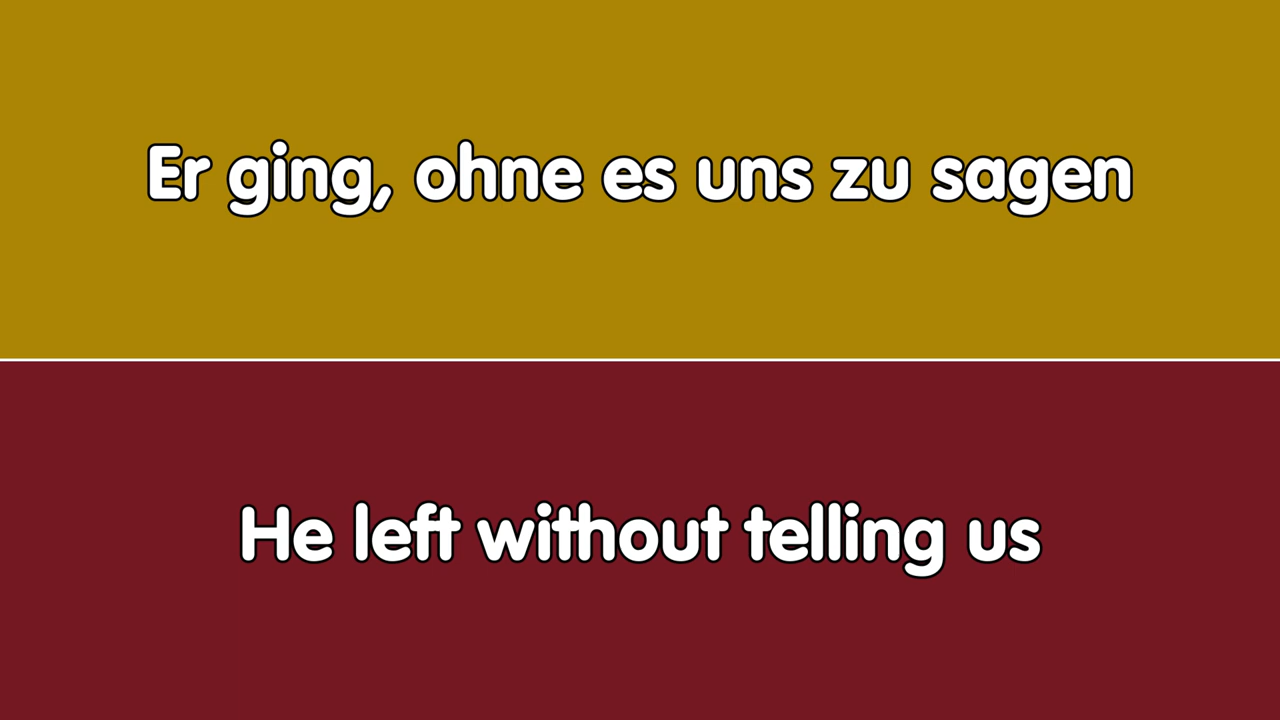 Er ging, ohne es uns zu sagen
He left without telling us